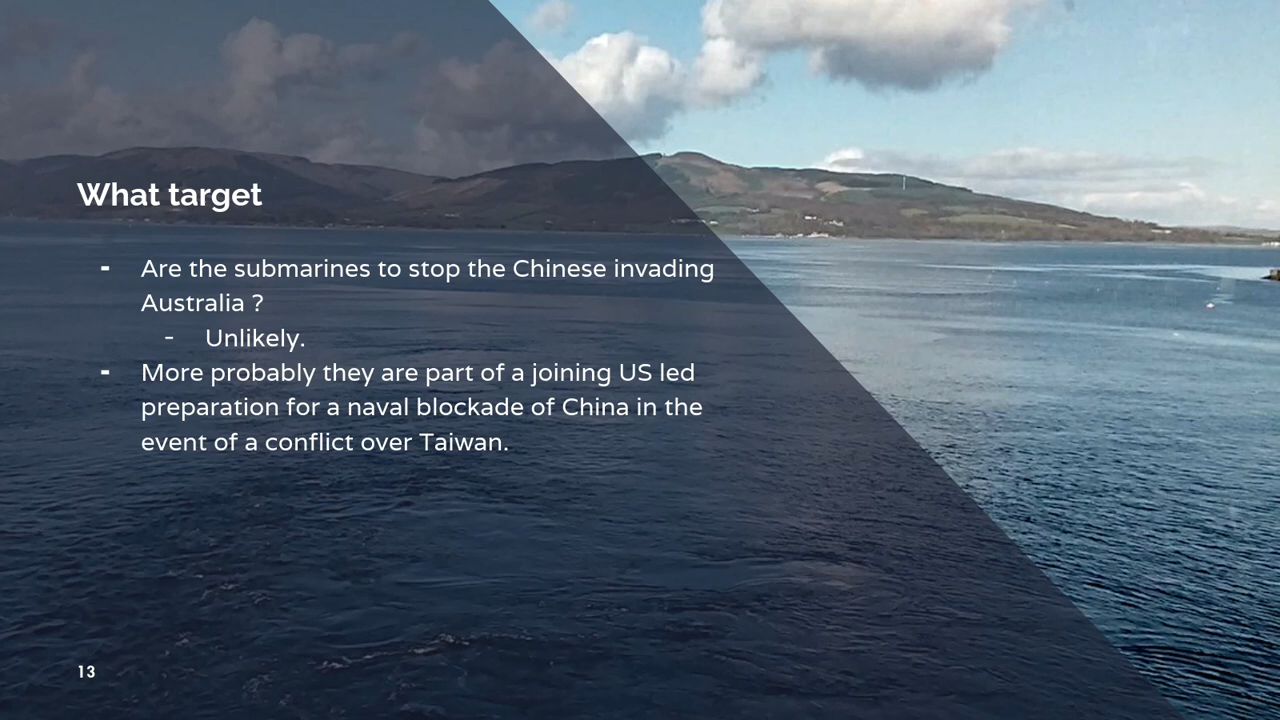 What target
- Are the submarines to stop the Chinese invading
Australia ?
- Unlikely.
- More probably they are part of a joining US led
preparation for a naval blockade of China in the
event of a conflict over Taiwan.
13